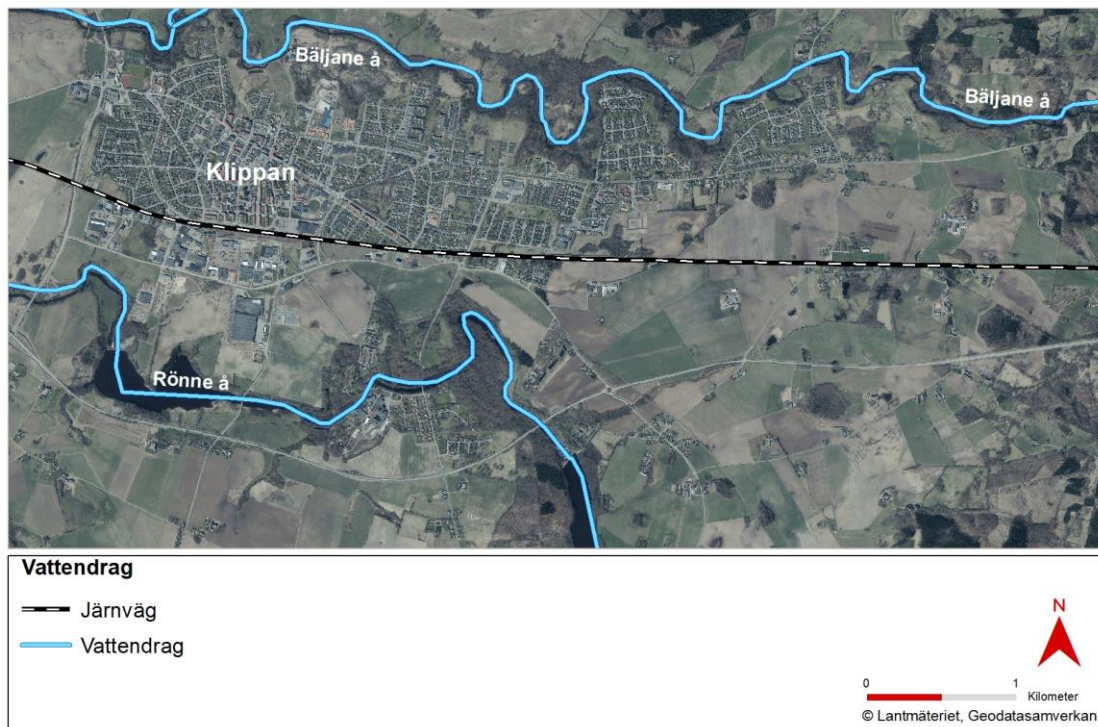 Bäljane å
Bäljane å
Klippan
Rönne å
Vattendrag
Järnväg
Vattendrag
N
0 1
Kilometer
© Lantmäteriet, Geodatasamverkan